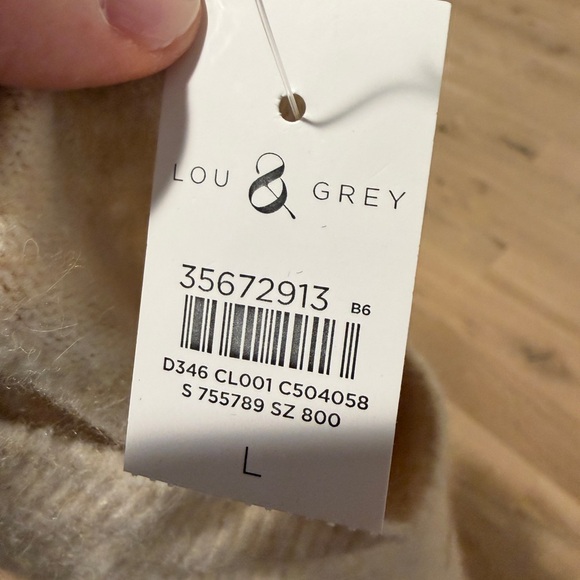 LOU & GREY
35672913 B6
D346 CL001 C504058
S 755789 SZ 800
L